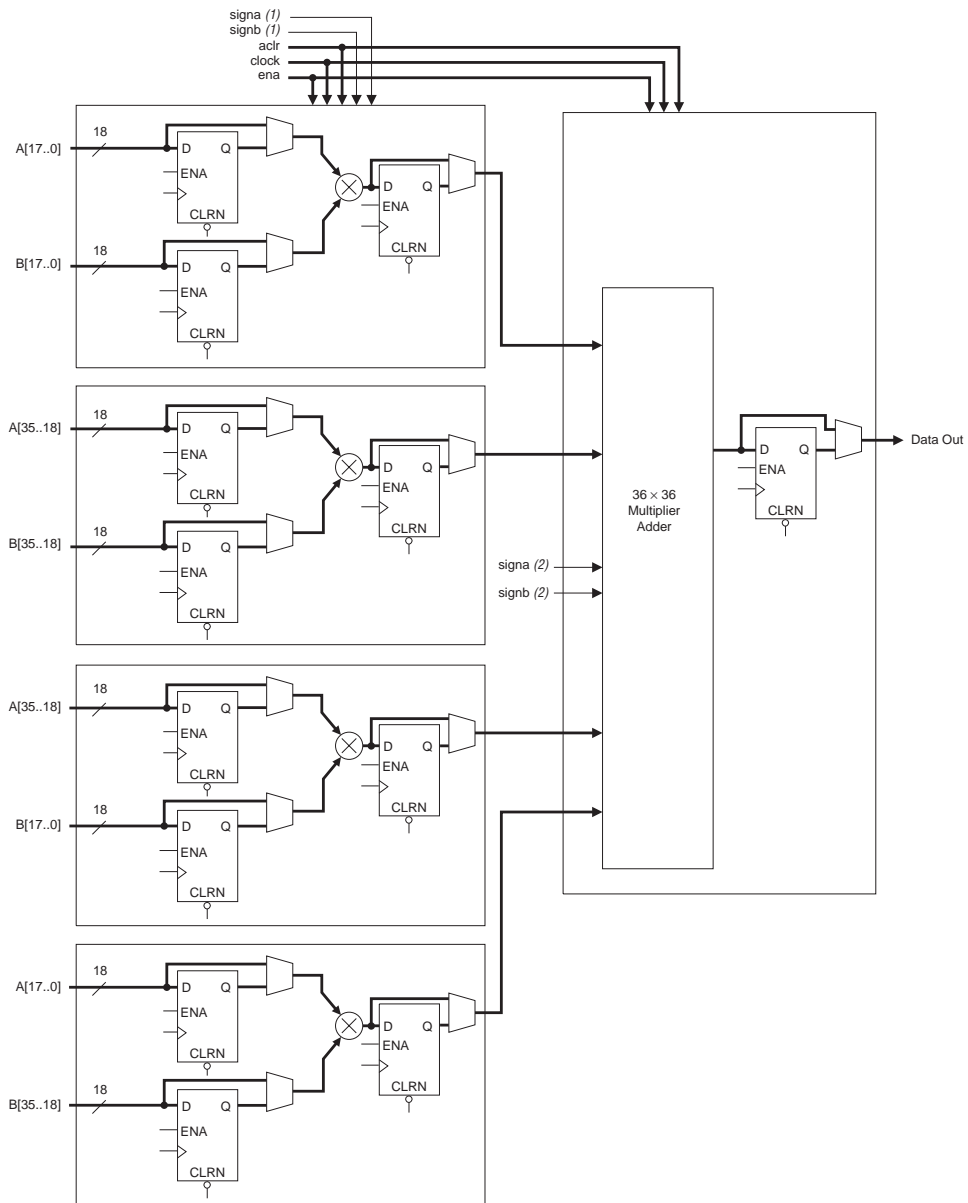 signa (1)
signb (1)
aclr
clock
ena
A[17..0]
18
D Q
ENA
CLRN
B[17..0]
18
D Q
ENA
CLRN
D Q
ENA
CLRN
A[35..18]
18
D Q
ENA
CLRN
B[35..18]
18
D Q
ENA
CLRN
D Q
ENA
CLRN
A[35..18]
18
D Q
ENA
CLRN
B[17..0]
18
D Q
ENA
CLRN
D Q
ENA
CLRN
A[17..0]
18
D Q
ENA
CLRN
B[35..18]
18
D Q
ENA
CLRN
D Q
ENA
CLRN
36 × 36
Multiplier
Adder
signa (2)
signb (2)
D Q
ENA
CLRN
Data Out